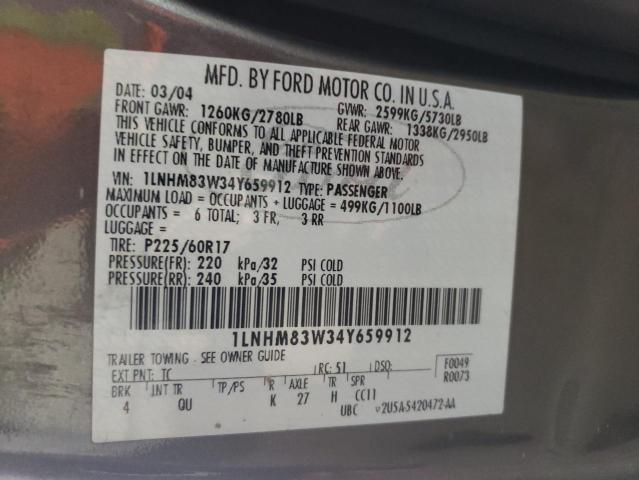 MFD. BY FORD MOTOR CO. IN U.S.A.
DATE: 03/04 GVWR: 2599KG/5730LB
FRONT GAWR: 1260KG/2780LB REAR GAWR: 1338KG/2950LB
THIS VEHICLE CONFORMS TO ALL APPLICABLE FEDERAL MOTOR
VEHICLE SAFETY, BUMPER, AND THEFT PREVENTION STANDARDS
IN EFFECT ON THE DATE OF MANUFACTURE SHOWN ABOVE.
VIN: 1LNHM83W34Y659912 TYPE: PASSENGER
MAXIMUM LOAD = OCCUPANTS + LUGGAGE = 499KG/1100LB
OCCUPANTS = 6 TOTAL; 3 FR, 3 RR
LUGGAGE =
TIRE: P225/60R17
PRESSURE(FR): 220 kPa/32 PSI COLD
PRESSURE(RR): 240 kPa/35 PSI COLD
1LNHM83W34Y659912
TRAILER TOWING - SEE OWNER GUIDE
EXT PNT: TC RC: 51 DSO: F0049
R0073
BRK INT TR TP/PS R AXLE TR SPR
4 QU K 27 H CC11
UBC v2U5A-5420472-AA